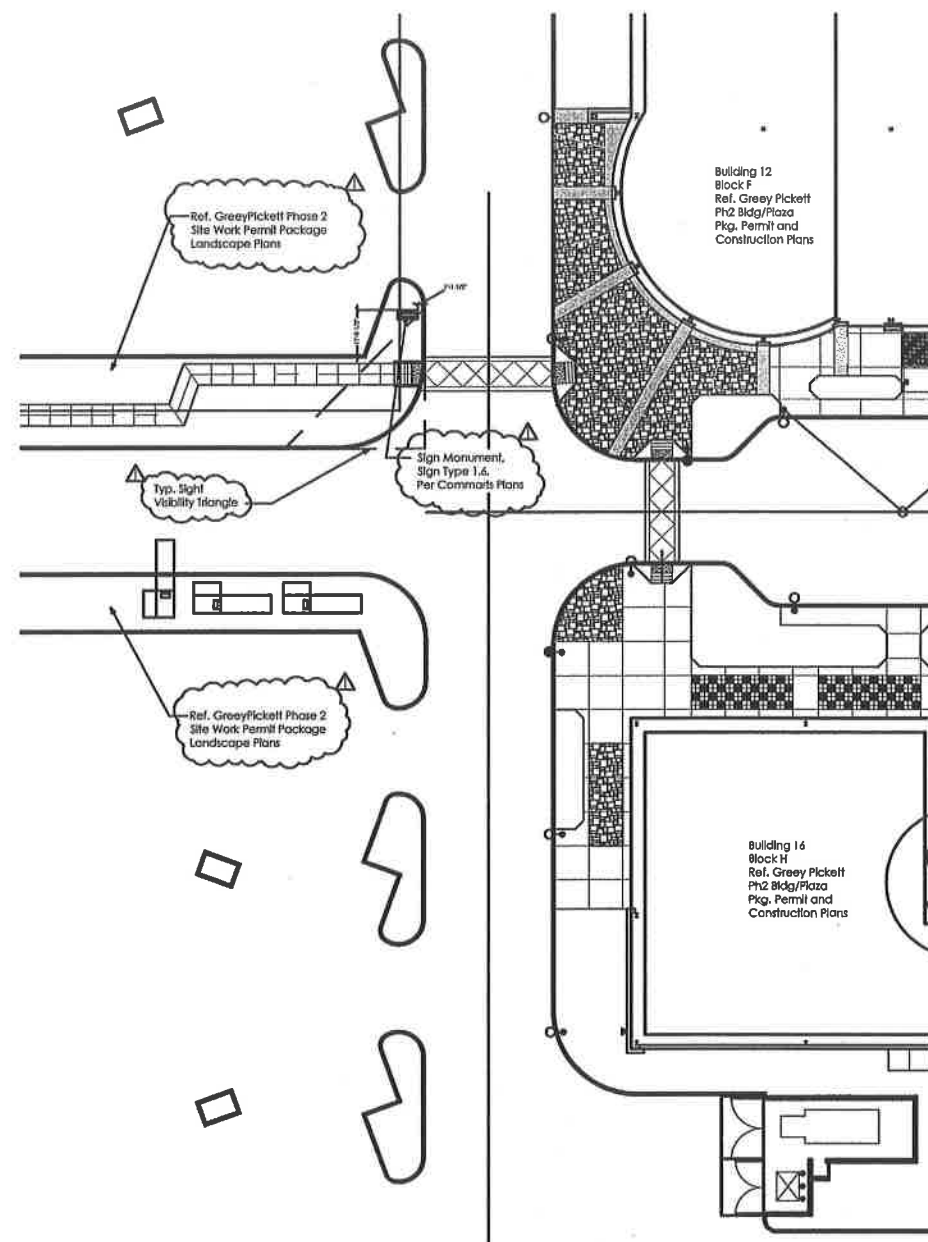 Building 12
Block F
Ref. Greey Pickett
Ph2 Bldg/Plaza
Pkg. Permit and
Construction Plans
Ref. GreeyPickett Phase 2
Site Work Permit Package
Landscape Plans
Sign Monument,
Sign Type 1.6.
Per Commarts Plans
Typ. Sight
Visibility Triangle
Ref. GreeyPickett Phase 2
Site Work Permit Package
Landscape Plans
Building 16
Block H
Ref. Greey Pickett
Ph2 Bldg/Plaza
Pkg. Permit and
Construction Plans